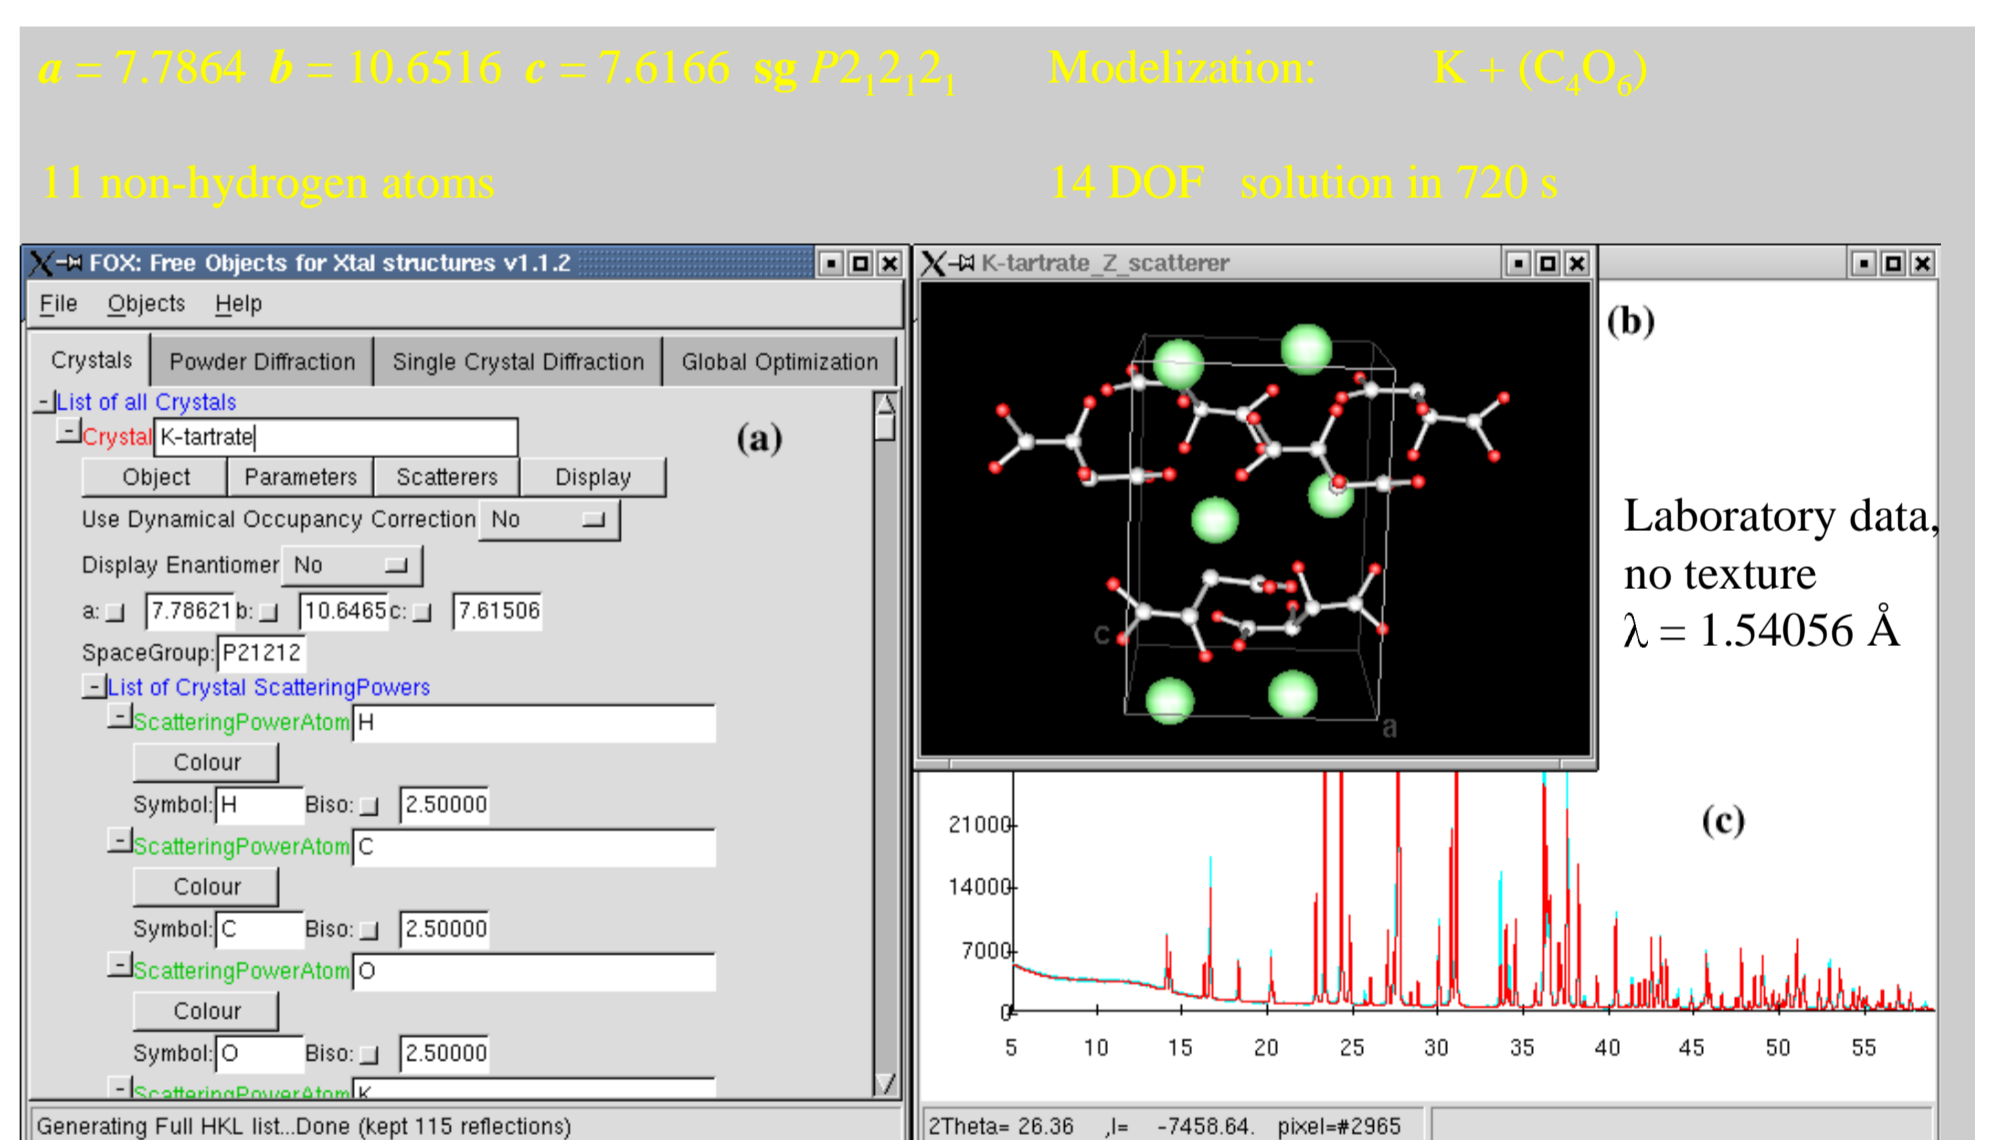 a = 7.7864 b = 10.6516 c = 7.6166 sg P2₁2₁2₁ Modelization: K + (C₄O₆)
11 non-hydrogen atoms 14 DOF solution in 720 s
FOX: Free Objects for Xtal structures v1.1.2
File Objects Help
Crystals Powder Diffraction Single Crystal Diffraction Global Optimization
List of all Crystals
Crystal K-tartrate
(a)
Object Parameters Scatterers Display
Use Dynamical Occupancy Correction No
Display Enantiomer No
a: 7.78621 b: 10.6465 c: 7.61506
SpaceGroup: P21212
List of Crystal ScatteringPowers
ScatteringPowerAtom H
Colour
Symbol: H Biso: 2.50000
ScatteringPowerAtom C
Colour
Symbol: C Biso: 2.50000
ScatteringPowerAtom O
Colour
Symbol: O Biso: 2.50000
ScatteringPowerAtom K
Generating Full HKL list...Done (kept 115 reflections)
K-tartrate_Z_scatterer
c
a
(b)
Laboratory data,
no texture
λ = 1.54056 Å
(c)
21000
14000
7000
0
5 10 15 20 25 30 35 40 45 50 55
2Theta= 26.36 ,I= -7458.64. pixel=#2965